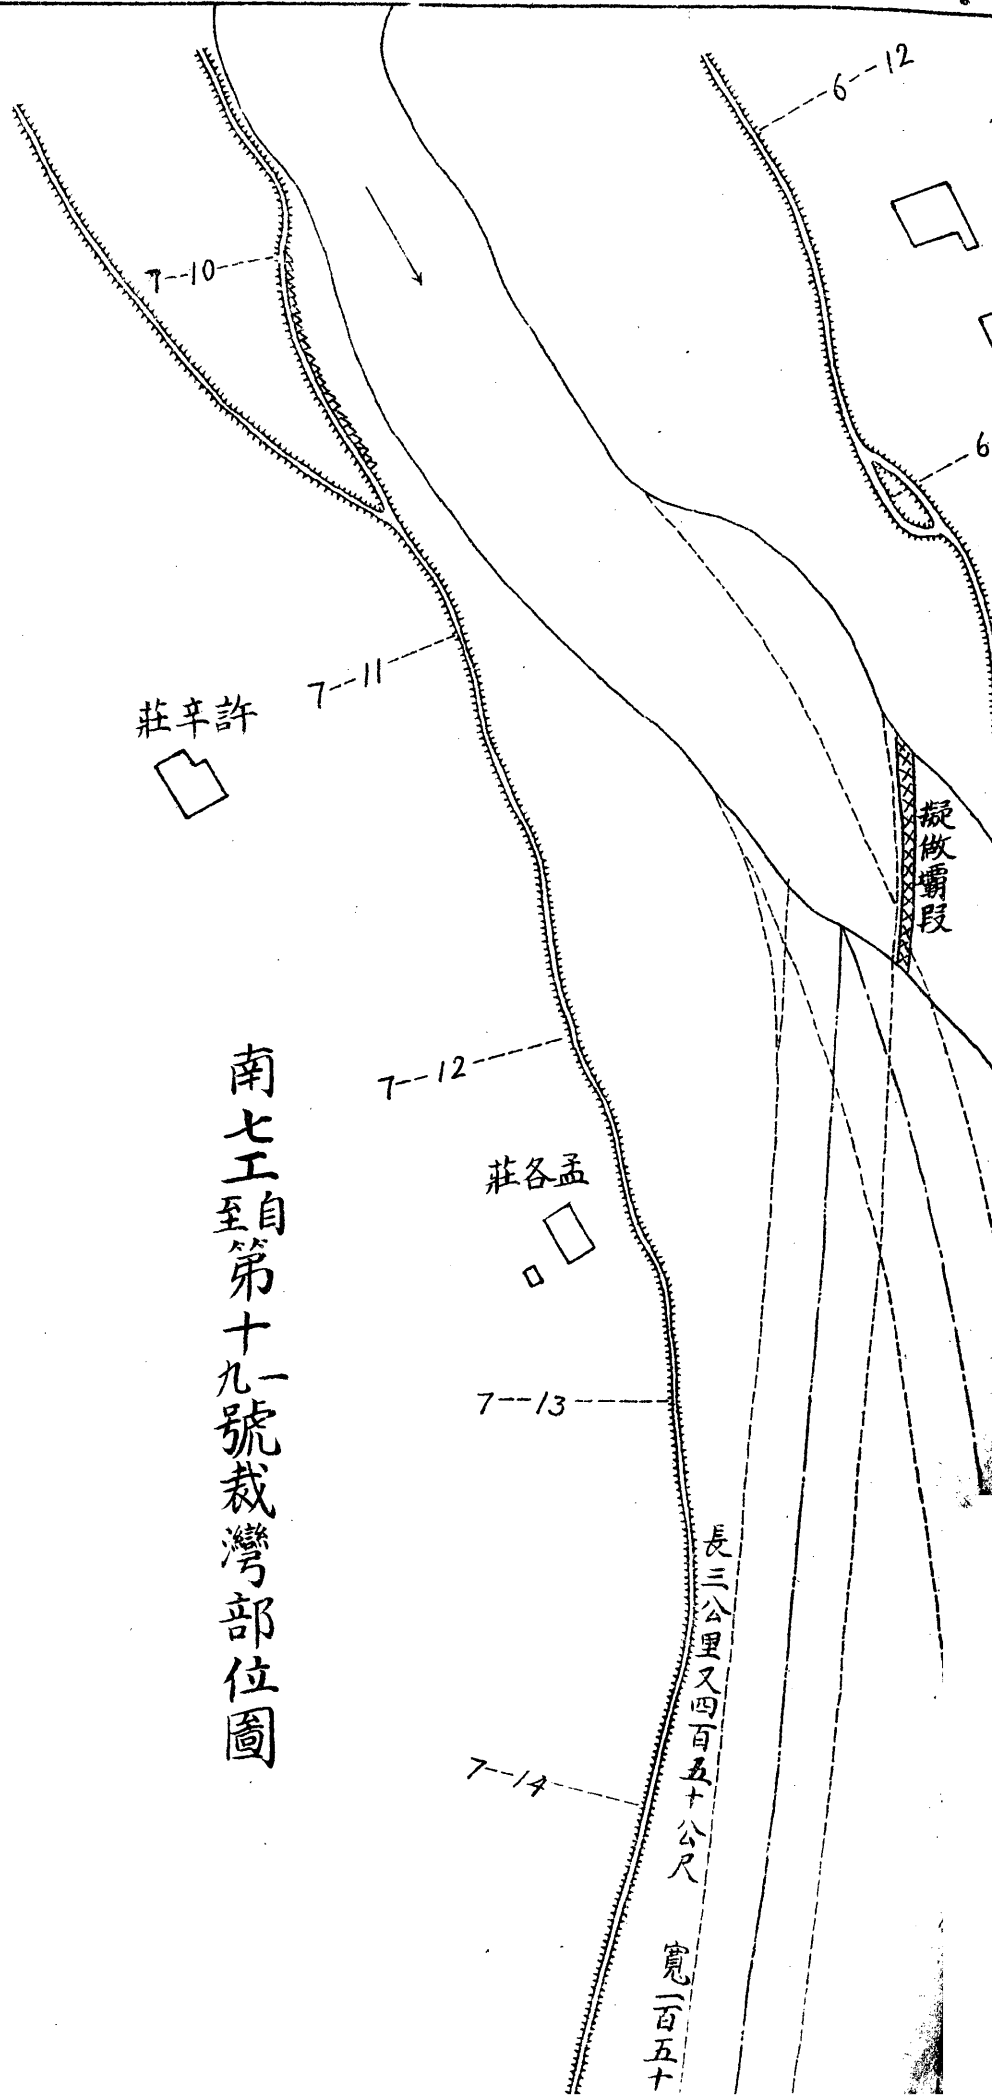 6--12
7--10
6
7--11
莊辛許
擬做壩段
7--12
莊各孟
南七工自至第十一九號裁灣部位圖
7--13
長三公里又四百五十公尺 寬一百五十
7--14